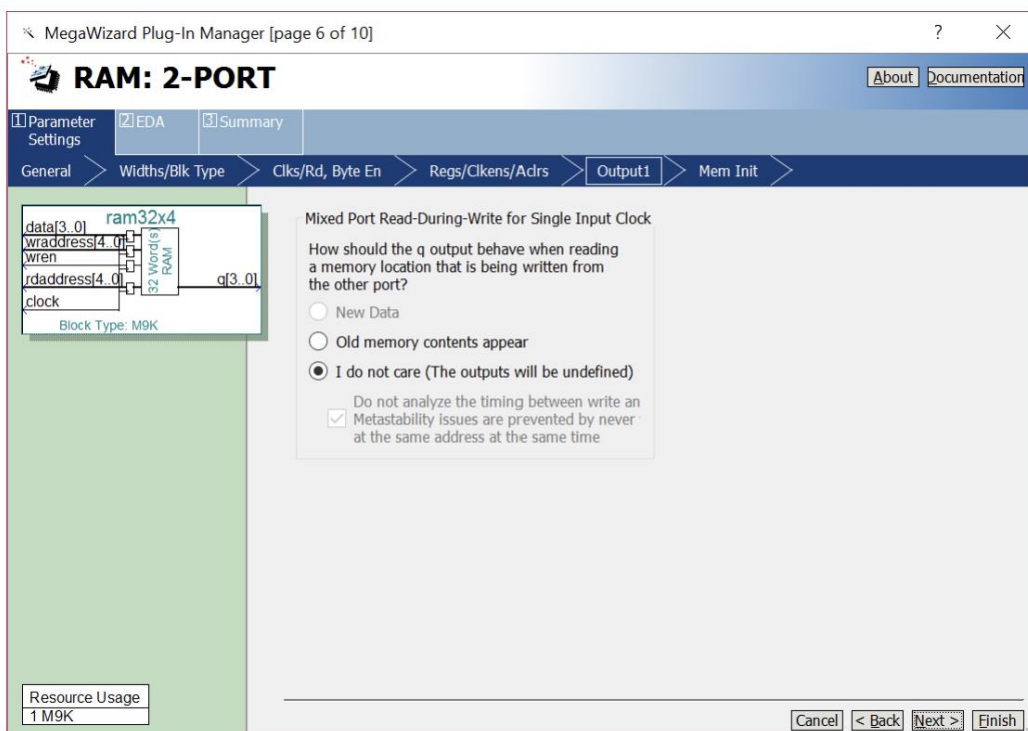 MegaWizard Plug-In Manager [page 6 of 10]
?
RAM: 2-PORT
About
Documentation
1 Parameter Settings
2 EDA
3 Summary
General
Widths/Blk Type
Clks/Rd, Byte En
Regs/Clkens/Aclrs
Output1
Mem Init
ram32x4
data[3..0]
wraddress[4..0]
wren
rdaddress[4..0]
clock
32 Word(s)
RAM
q[3..0]
Block Type: M9K
Mixed Port Read-During-Write for Single Input Clock
How should the q output behave when reading
a memory location that is being written from
the other port?
New Data
Old memory contents appear
I do not care (The outputs will be undefined)
Do not analyze the timing between write an
Metastability issues are prevented by never
at the same address at the same time
Resource Usage
1 M9K
Cancel
< Back
Next >
Finish